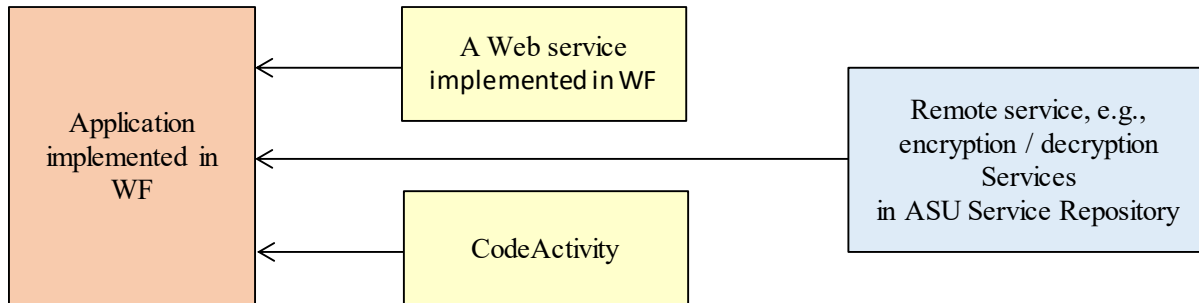 Application
implemented in
WF
A Web service
implemented in WF
Remote service, e.g.,
encryption / decryption
Services
in ASU Service Repository
CodeActivity